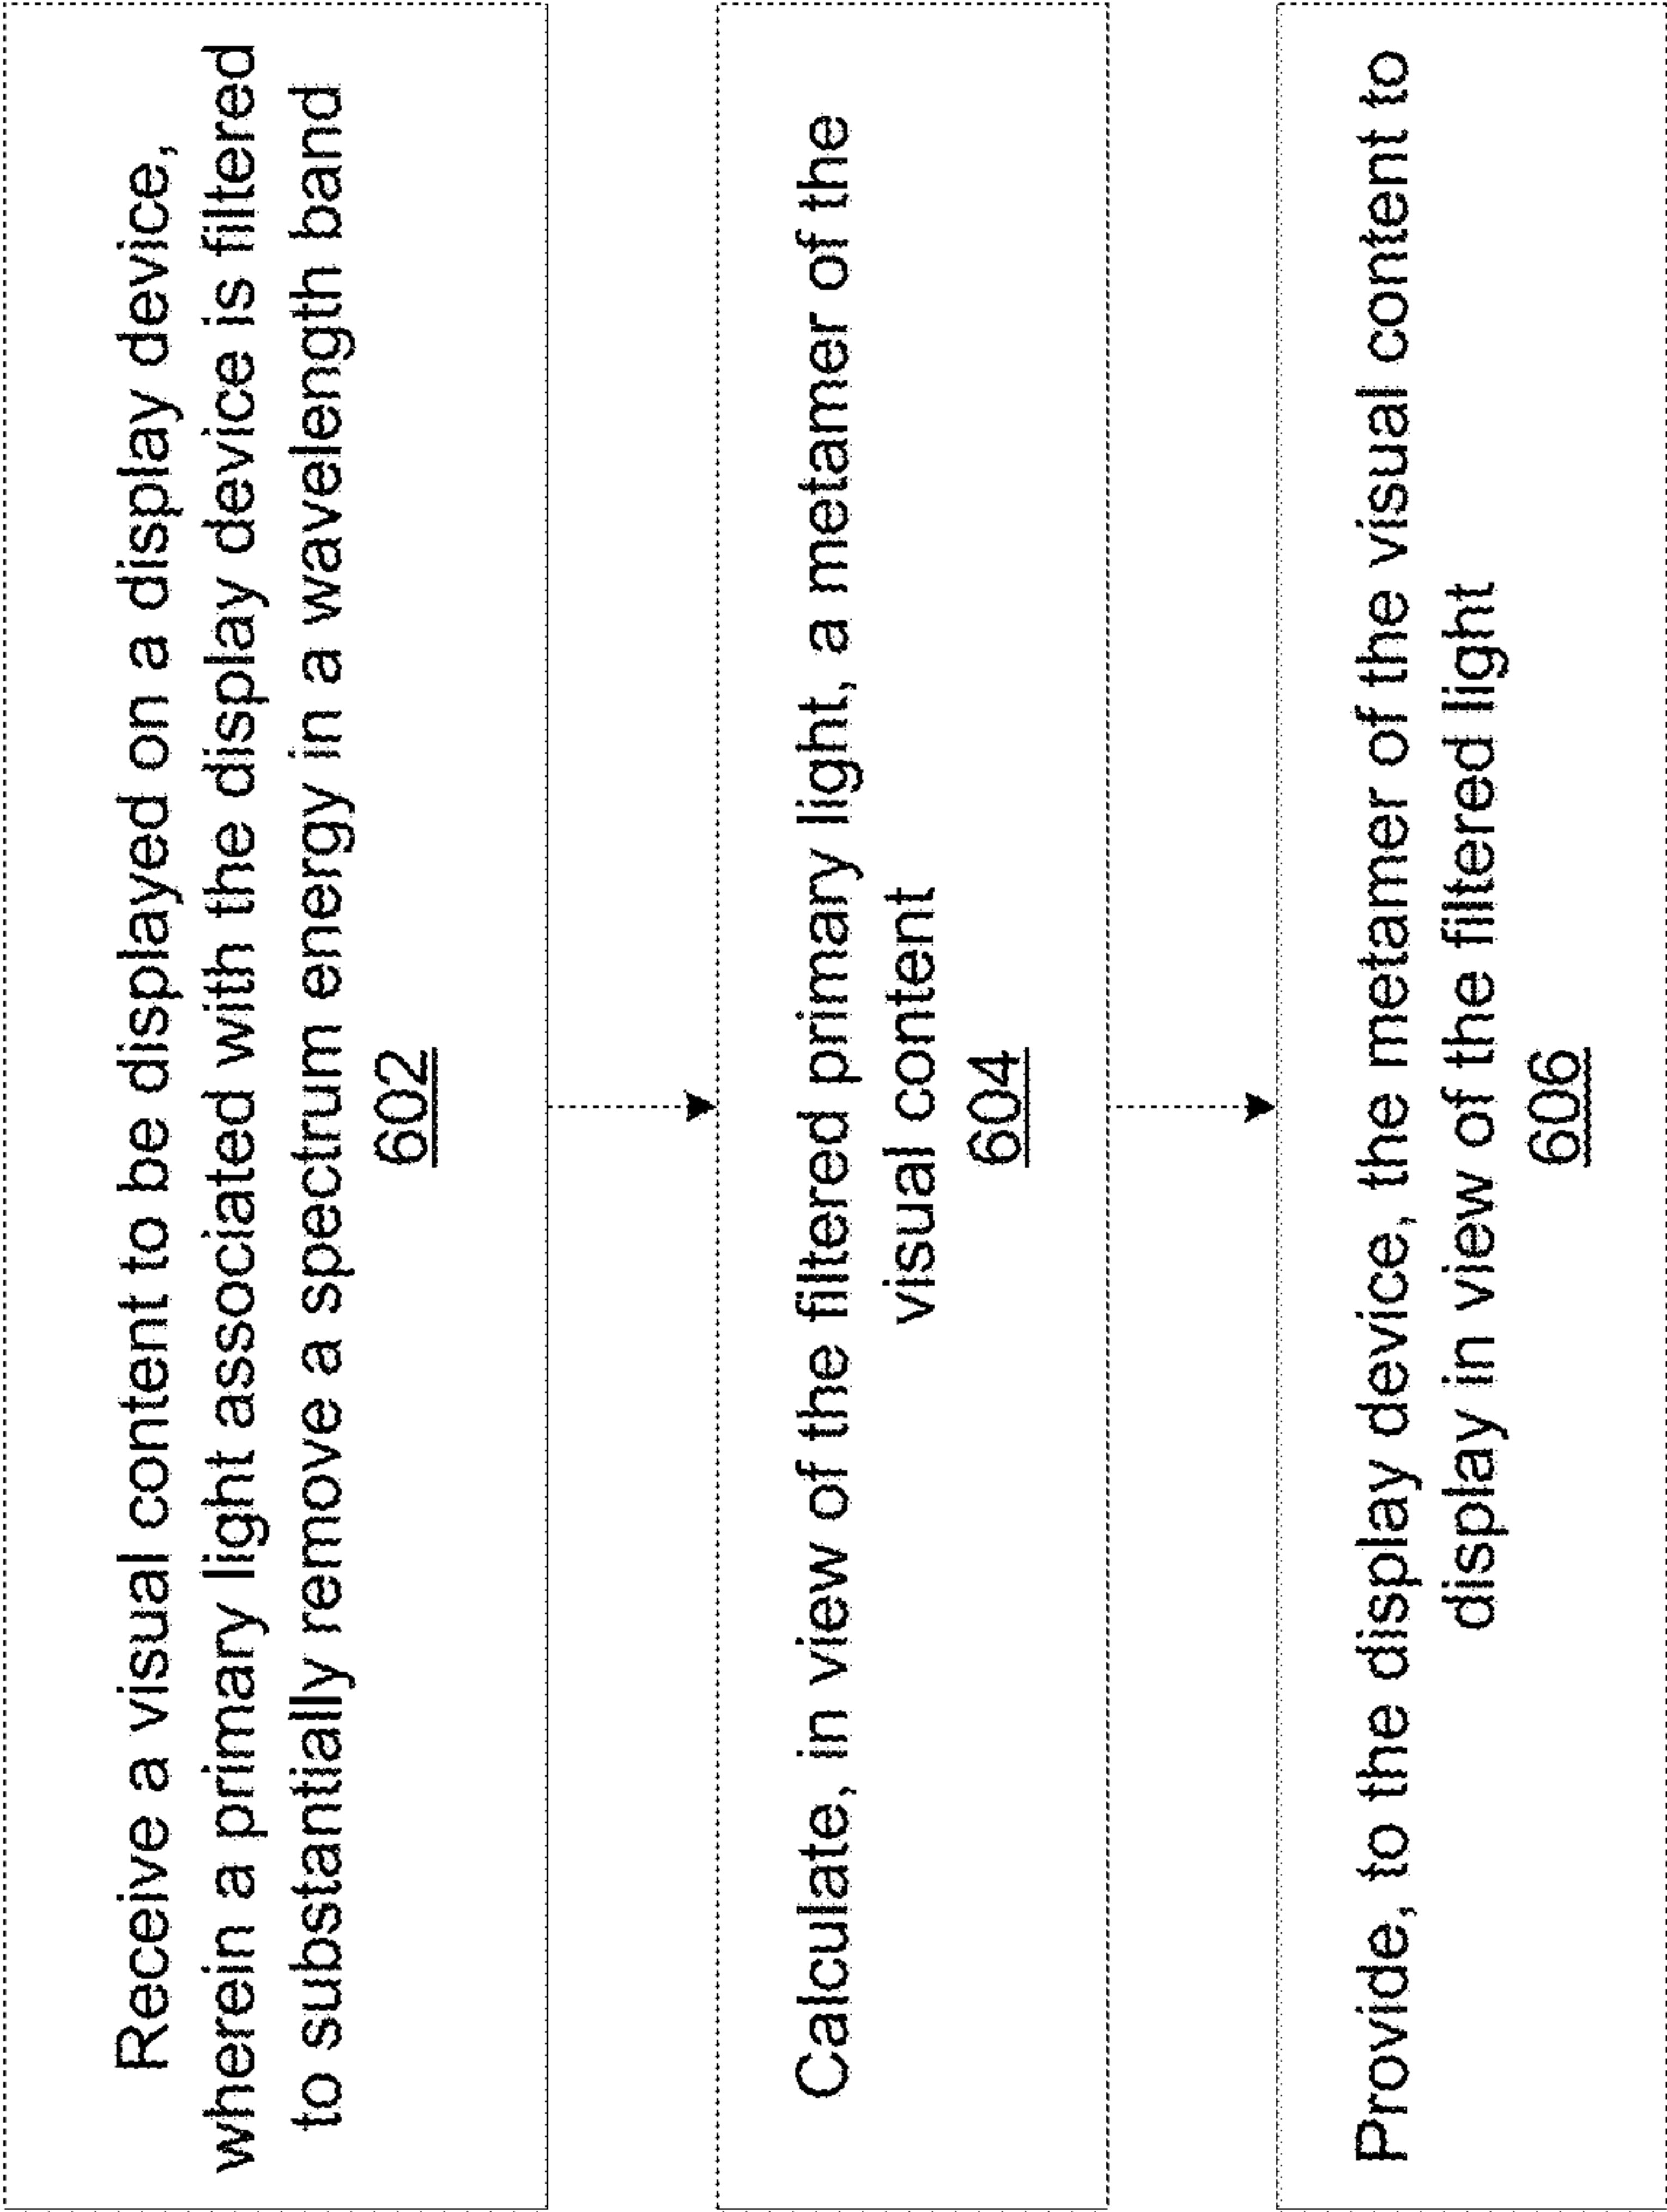 Receive a visual content to be displayed on a display device,
wherein a primary light associated with the display device is filtered
to substantially remove a spectrum energy in a wavelength band
602
Calculate, in view of the filtered primary light, a metamer of the
visual content
604
Provide, to the display device, the metamer of the visual content to
display in view of the filtered light
606